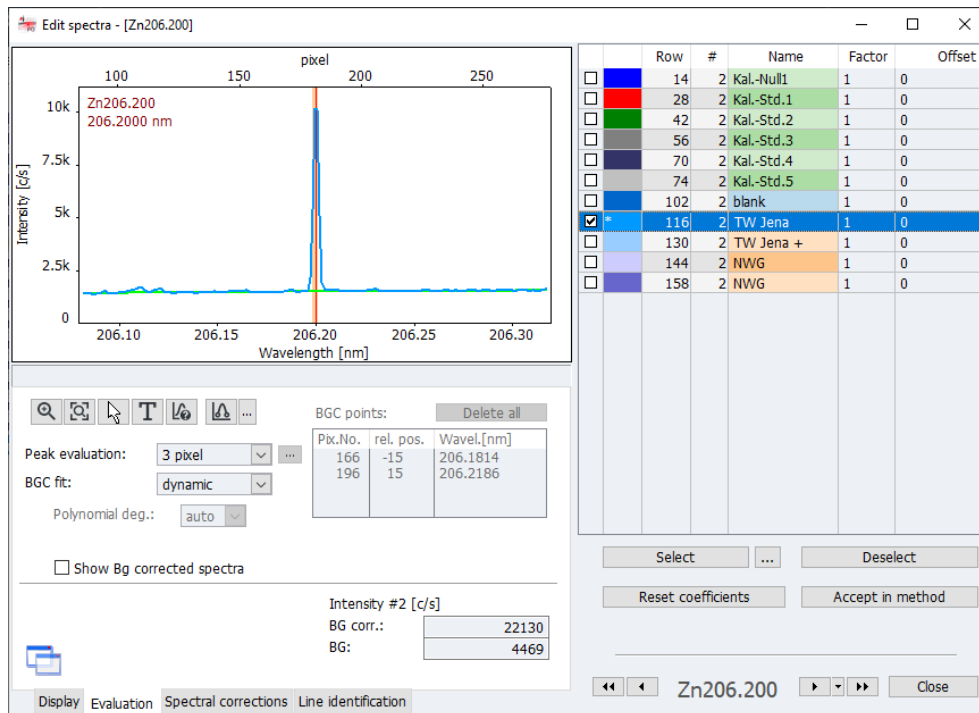 Edit spectra - [Zn206.200]
pixel
100 150 200 250
Zn206.200
206.2000 nm
10k
7.5k
5k
2.5k
0
Intensity [c/s]
206.10 206.15 206.20 206.25 206.30
Wavelength [nm]
Row # Name Factor Offset
14 2 Kal.-Null1 1 0
28 2 Kal.-Std.1 1 0
42 2 Kal.-Std.2 1 0
56 2 Kal.-Std.3 1 0
70 2 Kal.-Std.4 1 0
74 2 Kal.-Std.5 1 0
102 2 blank 1 0
* 116 2 TW Jena 1 0
130 2 TW Jena + 1 0
144 2 NWG 1 0
158 2 NWG 1 0
T ...
BGC points: Delete all
Pix.No. rel. pos. Wavel.[nm]
166 -15 206.1814
196 15 206.2186
Peak evaluation: 3 pixel ...
BGC fit: dynamic
Polynomial deg.: auto
Show Bg corrected spectra
Intensity #2 [c/s]
BG corr.: 22130
BG: 4469
Select ... Deselect
Reset coefficients Accept in method
Zn206.200 Close
Display Evaluation Spectral corrections Line identification